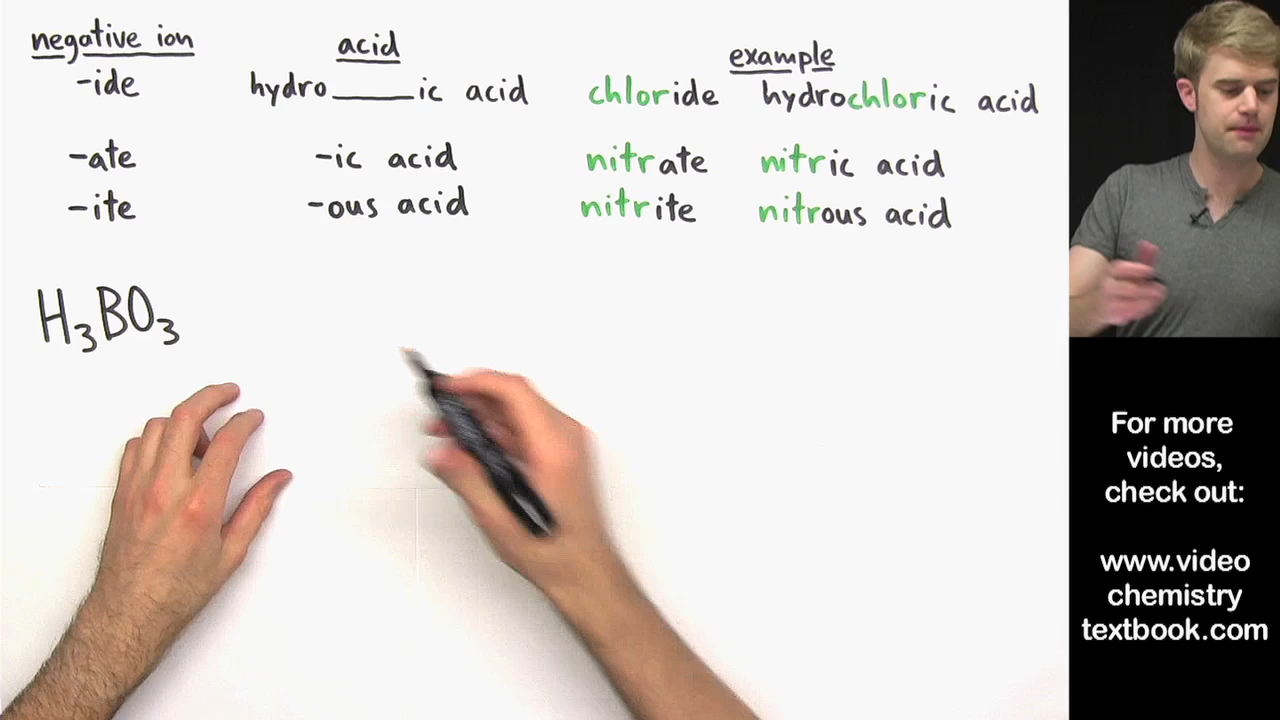 negative ion acid example
-ide hydro_____ic acid chloride hydrochloric acid
-ate -ic acid nitrate nitric acid
-ite -ous acid nitrite nitrous acid
H₃BO₃
For more
videos,
check out:
www.video
chemistry
textbook.com